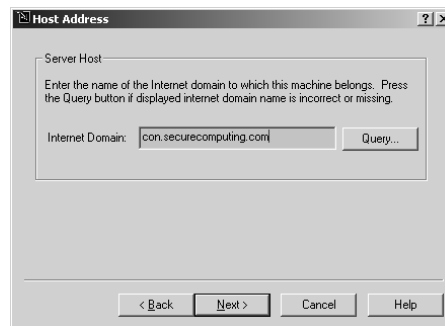 Host Address
Server Host
Enter the name of the Internet domain to which this machine belongs. Press
the Query button if displayed internet domain name is incorrect or missing.
Internet Domain: con.securecomputing.com Query...
< Back Next > Cancel Help